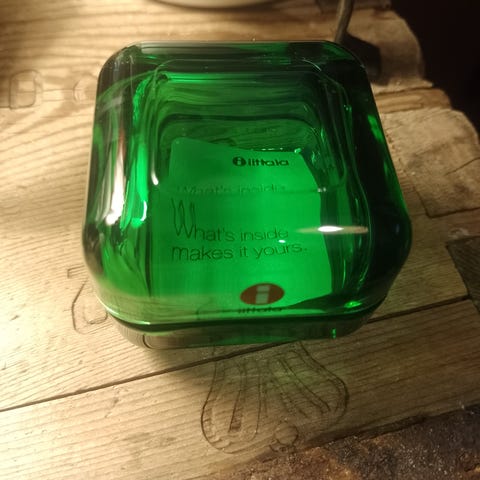 iittala
What's inside
What's inside
makes it yours.
i
iittala